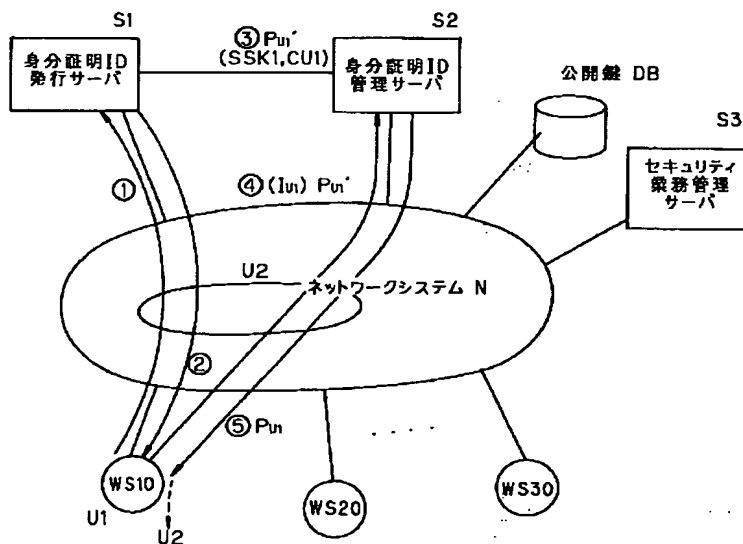 S1
身分証明ID
発行サーバ
③ PU1'
(SSK1,CU1)
S2
身分証明ID
管理サーバ
公開鍵 DB
S3
セキュリティ
業務管理
サーバ
①
④ (IU1) PU1'
U2
ネットワークシステム N
②
⑤ PU1
WS10
U1
U2
WS20
WS30